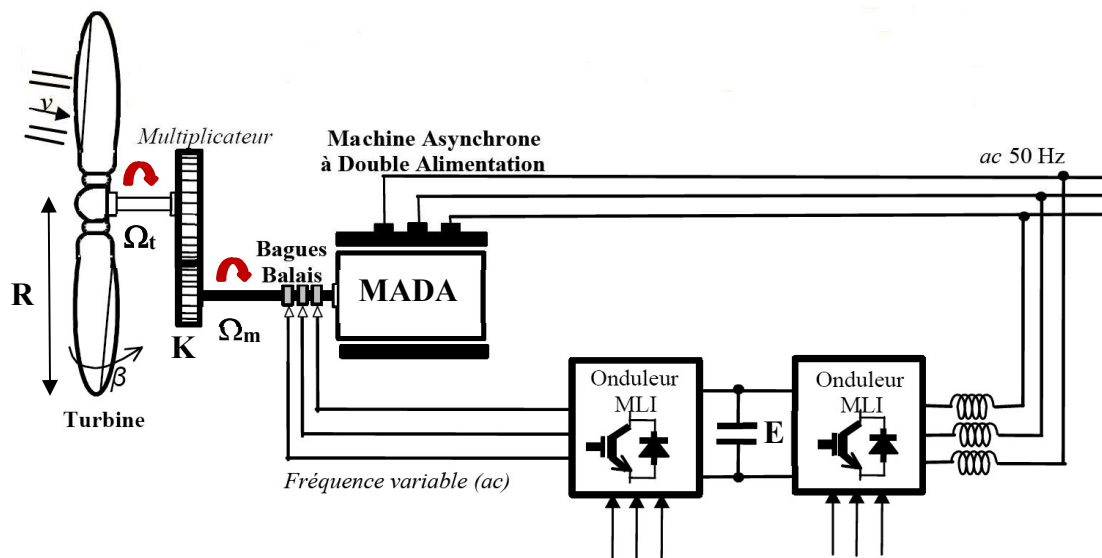 v
Multiplicateur
Machine Asynchrone
à Double Alimentation
ac 50 Hz
Ωt
Bagues
Balais
MADA
R
K
Ωm
β
Turbine
Onduleur
MLI
E
Onduleur
MLI
Fréquence variable (ac)